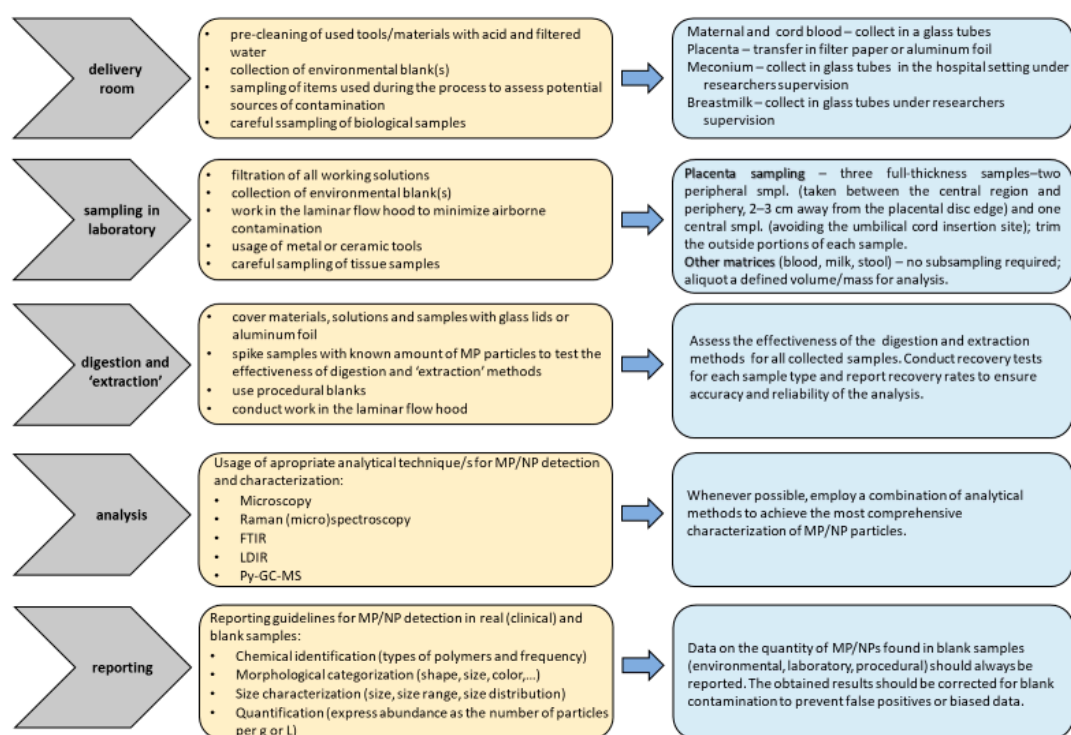 delivery
room
• pre-cleaning of used tools/materials with acid and filtered
water
• collection of environmental blank(s)
• sampling of items used during the process to assess potential
sources of contamination
• careful ssampling of biological samples
Maternal and cord blood – collect in a glass tubes
Placenta – transfer in filter paper or aluminum foil
Meconium – collect in glass tubes in the hospital setting under
researchers supervision
Breastmilk – collect in glass tubes under researchers
supervision
sampling in
laboratory
• filtration of all working solutions
• collection of environmental blank(s)
• work in the laminar flow hood to minimize airborne
contamination
• usage of metal or ceramic tools
• careful sampling of tissue samples
Placenta sampling – three full-thickness samples–two
peripheral smpl. (taken between the central region and
periphery, 2–3 cm away from the placental disc edge) and one
central smpl. (avoiding the umbilical cord insertion site); trim
the outside portions of each sample.
Other matrices (blood, milk, stool) – no subsampling required;
aliquot a defined volume/mass for analysis.
digestion and
'extraction'
• cover materials, solutions and samples with glass lids or
aluminum foil
• spike samples with known amount of MP particles to test the
effectiveness of digestion and 'extraction' methods
• use procedural blanks
• conduct work in the laminar flow hood
Assess the effectiveness of the digestion and extraction
methods for all collected samples. Conduct recovery tests
for each sample type and report recovery rates to ensure
accuracy and reliability of the analysis.
analysis
Usage of apropriate analytical technique/s for MP/NP detection
and characterization:
• Microscopy
• Raman (micro)spectroscopy
• FTIR
• LDIR
• Py-GC-MS
Whenever possible, employ a combination of analytical
methods to achieve the most comprehensive
characterization of MP/NP particles.
reporting
Reporting guidelines for MP/NP detection in real (clinical) and
blank samples:
• Chemical identification (types of polymers and frequency)
• Morphological categorization (shape, size, color,...)
• Size characterization (size, size range, size distribution)
• Quantification (express abundance as the number of particles
per g or L)
Data on the quantity of MP/NPs found in blank samples
(environmental, laboratory, procedural) should always be
reported. The obtained results should be corrected for blank
contamination to prevent false positives or biased data.